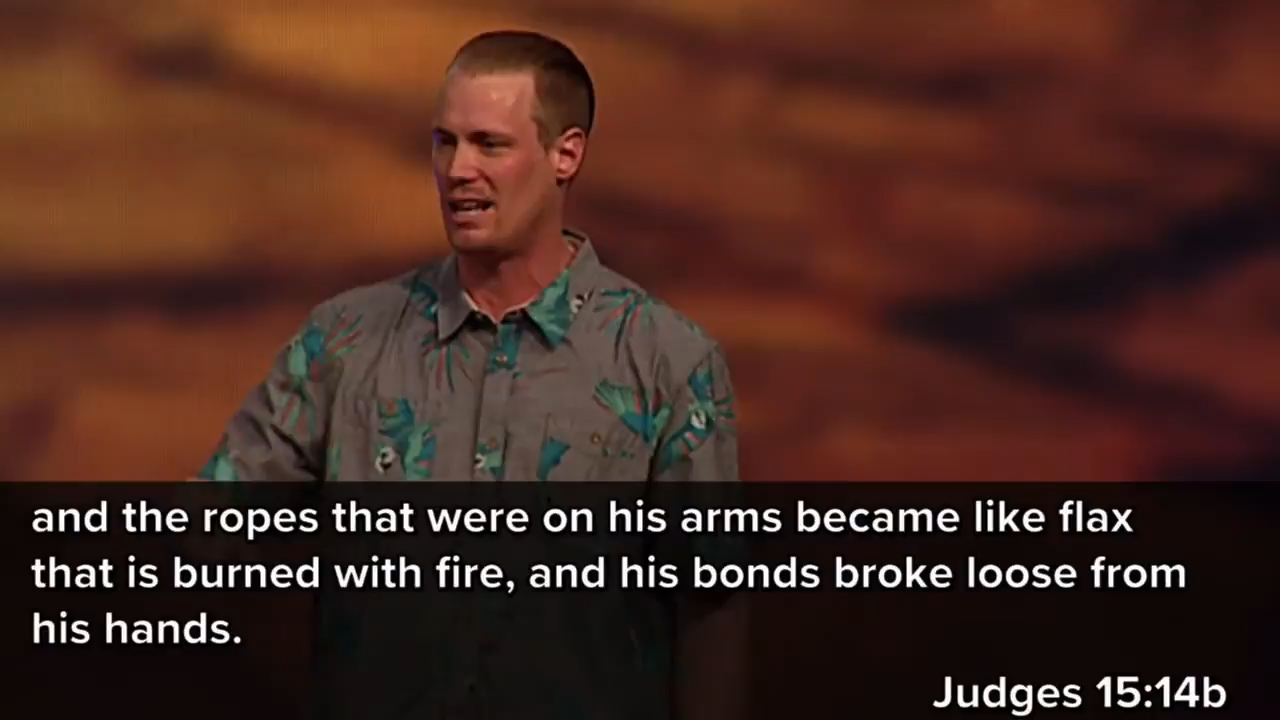 and the ropes that were on his arms became like flax
that is burned with fire, and his bonds broke loose from
his hands.
Judges 15:14b